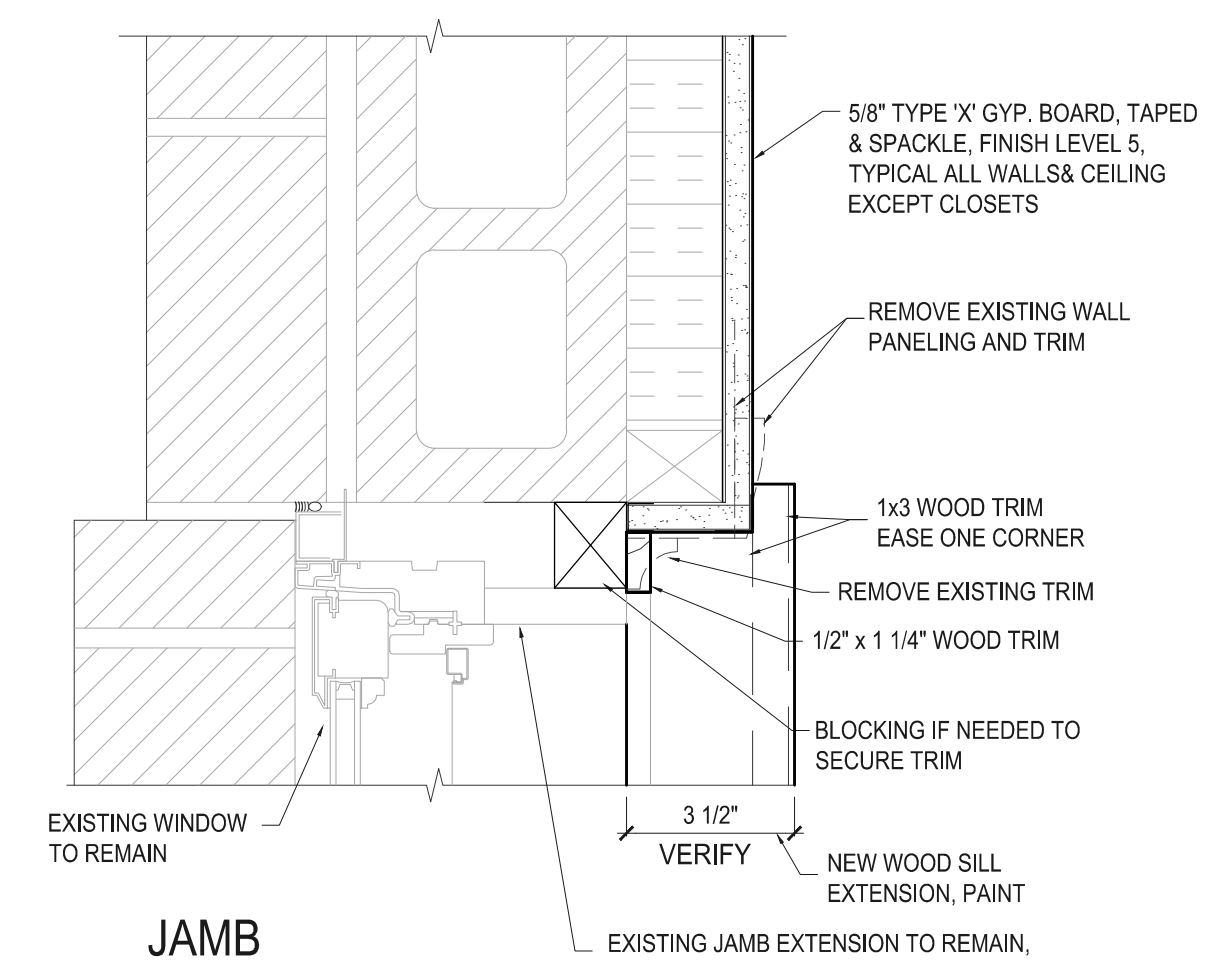 5/8" TYPE 'X' GYP. BOARD, TAPED
& SPACKLE, FINISH LEVEL 5,
TYPICAL ALL WALLS& CEILING
EXCEPT CLOSETS
REMOVE EXISTING WALL
PANELING AND TRIM
1x3 WOOD TRIM
EASE ONE CORNER
REMOVE EXISTING TRIM
1/2" x 1 1/4" WOOD TRIM
BLOCKING IF NEEDED TO
SECURE TRIM
3 1/2"
VERIFY
EXISTING WINDOW
TO REMAIN
NEW WOOD SILL
EXTENSION, PAINT
JAMB
EXISTING JAMB EXTENSION TO REMAIN,